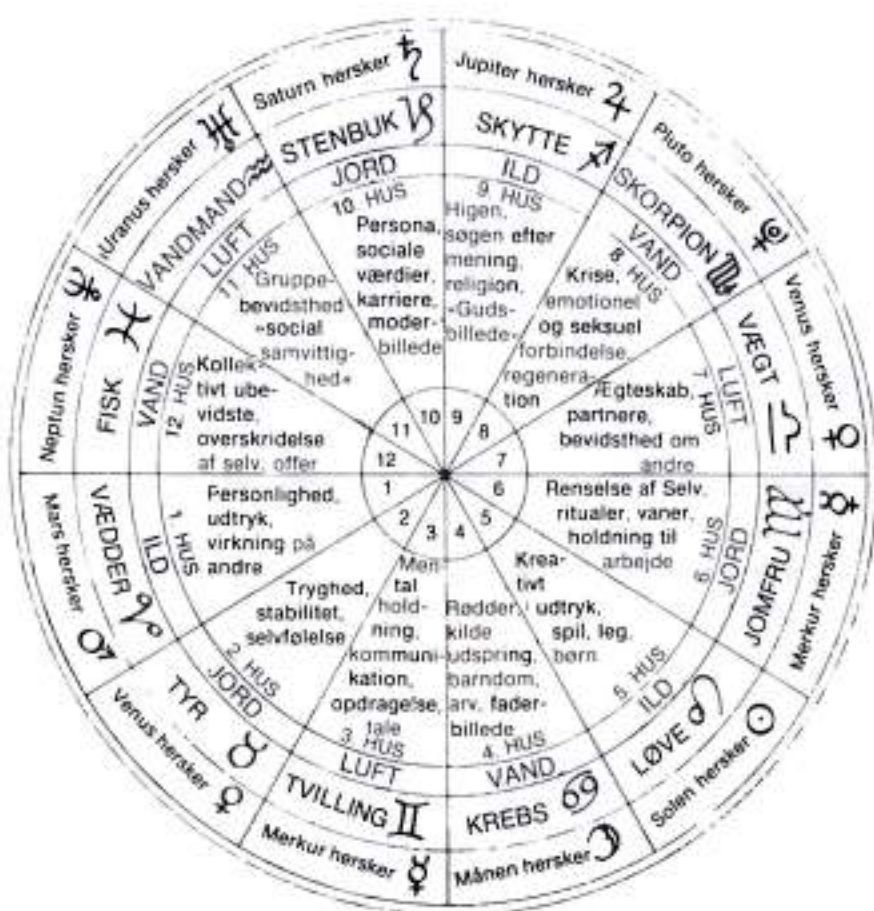 Mars hersker ♂
VÆDDER ♈
ILD
1. HUS
Personlighed,
udtryk,
virkning på
andre
1
Venus hersker ♀
TYR ♉
JORD
2 HUS
Tryghed,
stabilitet,
selvfølelse
2
Merkur hersker ☿
TVILLING ♊
LUFT
3. HUS
Men
tal
hold-
ning,
kommuni
kation,
opdragelse,
tale
3
Månen hersker ☾
KREBS ♋
VAND
4. HUS
Rødder,
kilde
udspring,
barndom,
arv. fader-
billede
4
Solen hersker ☉
LØVE ♌
ILD
5 HUS
Krea-
tivt
udtryk,
spil, leg,
børn
5
Merkur hersker ☿
JOMFRU ♍
JORD
6 HUS
Renselse af Selv,
ritualer, vaner,
holdning til
arbejde
6
Venus hersker ♀
VÆGT ♎
LUFT
7 HUS
Ægteskab,
partnere,
bevidsthed om
andre
7
Pluto hersker
SKORPION ♏
VAND
8 HUS
Krise,
emotionel
og seksuel
forbindelse,
regenera-
tion
8
Jupiter hersker ♃
SKYTTE ♐
ILD
9 HUS
Higen,
søgen efter
mening,
religion,
»Guds-
billede«
9
Saturn hersker ♄
STENBUK ♑
JORD
10 HUS
Persona,
sociale
værdier,
karriere,
moder-
billede
10
Uranus hersker ♅
VANDMAND ♒
LUFT
11 HUS
Gruppe-
bevidsthed
»social
samvittig-
hed«
11
Neptun hersker ♆
FISK ♓
VAND
12 HUS
Kollek-
tivt ube-
vidste,
overskridelse
af selv. offer
12